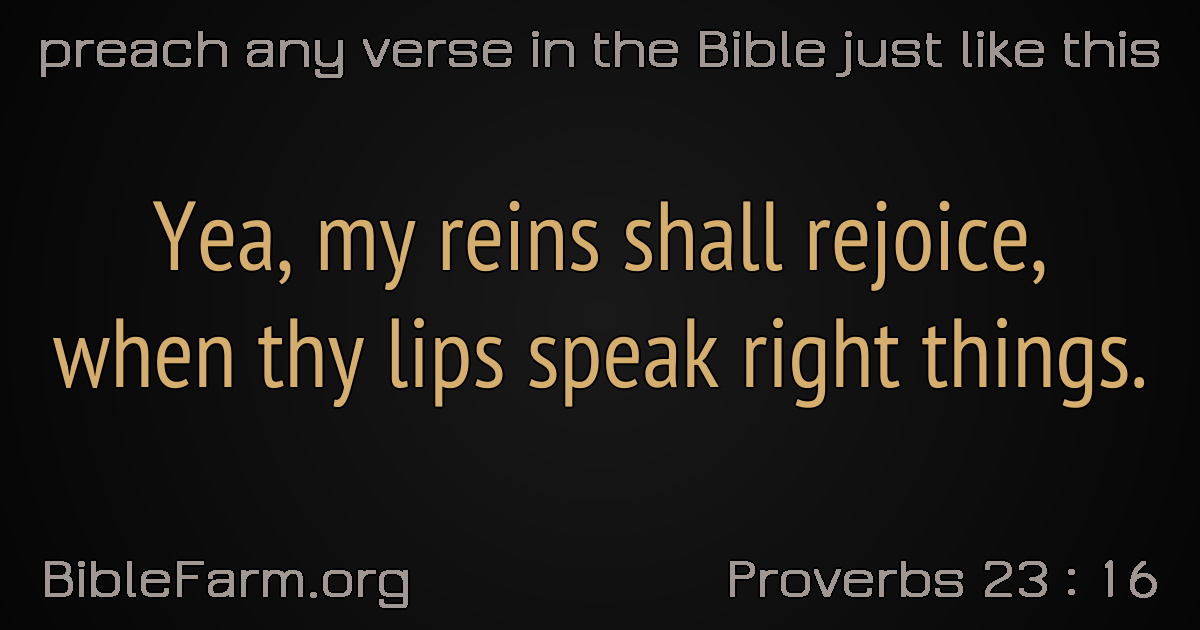 preach any verse in the Bible just like this
Yea, my reins shall rejoice,
when thy lips speak right things.
BibleFarm.org
Proverbs 23 : 16